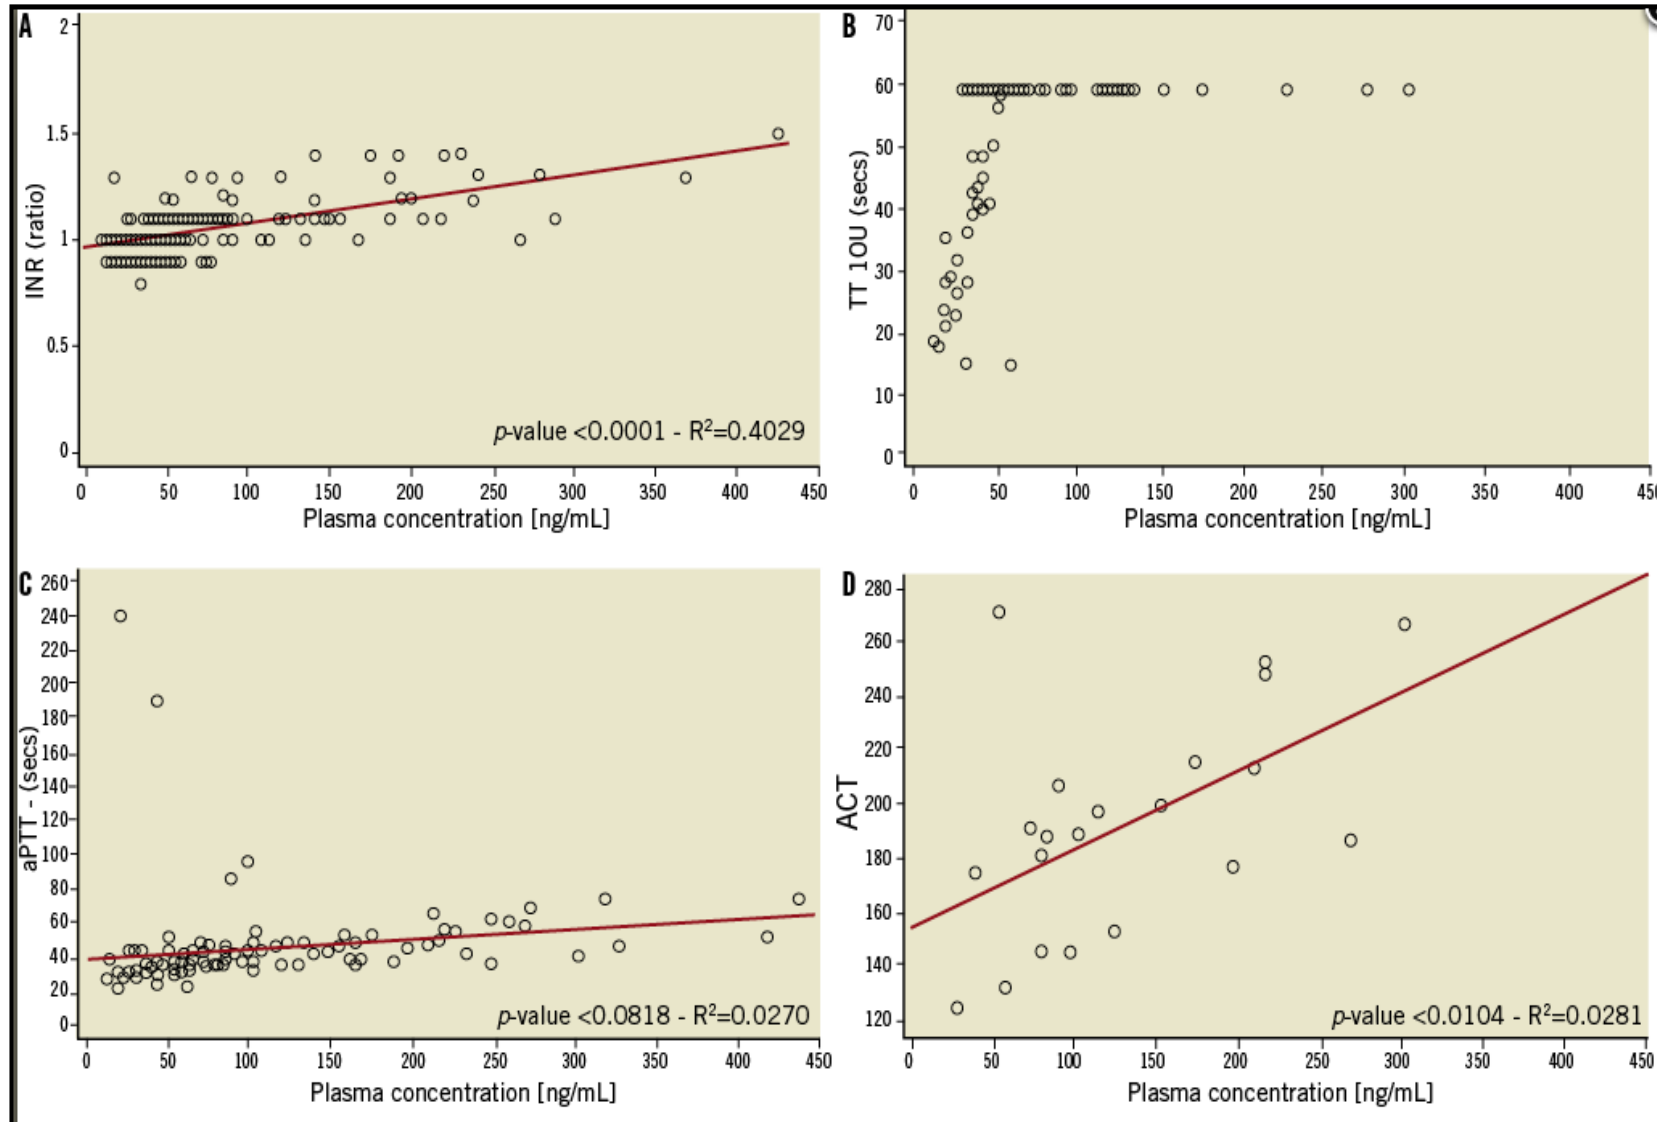 A
2
1.5
1
0.5
0
INR (ratio)
p-value <0.0001 - R²=0.4029
0 50 100 150 200 250 300 350 400 450
Plasma concentration [ng/mL]
B
70
60
50
40
30
20
10
0
TT 10U (secs)
0 50 100 150 200 250 300 350 400 450
Plasma concentration [ng/mL]
C
260
240
220
200
180
160
140
120
100
80
60
40
20
0
aPTT - (secs)
p-value <0.0818 - R²=0.0270
0 50 100 150 200 250 300 350 400 450
Plasma concentration [ng/mL]
D
280
260
240
220
200
180
160
140
120
ACT
p-value <0.0104 - R²=0.0281
0 50 100 150 200 250 300 350 400 450
Plasma concentration [ng/mL]